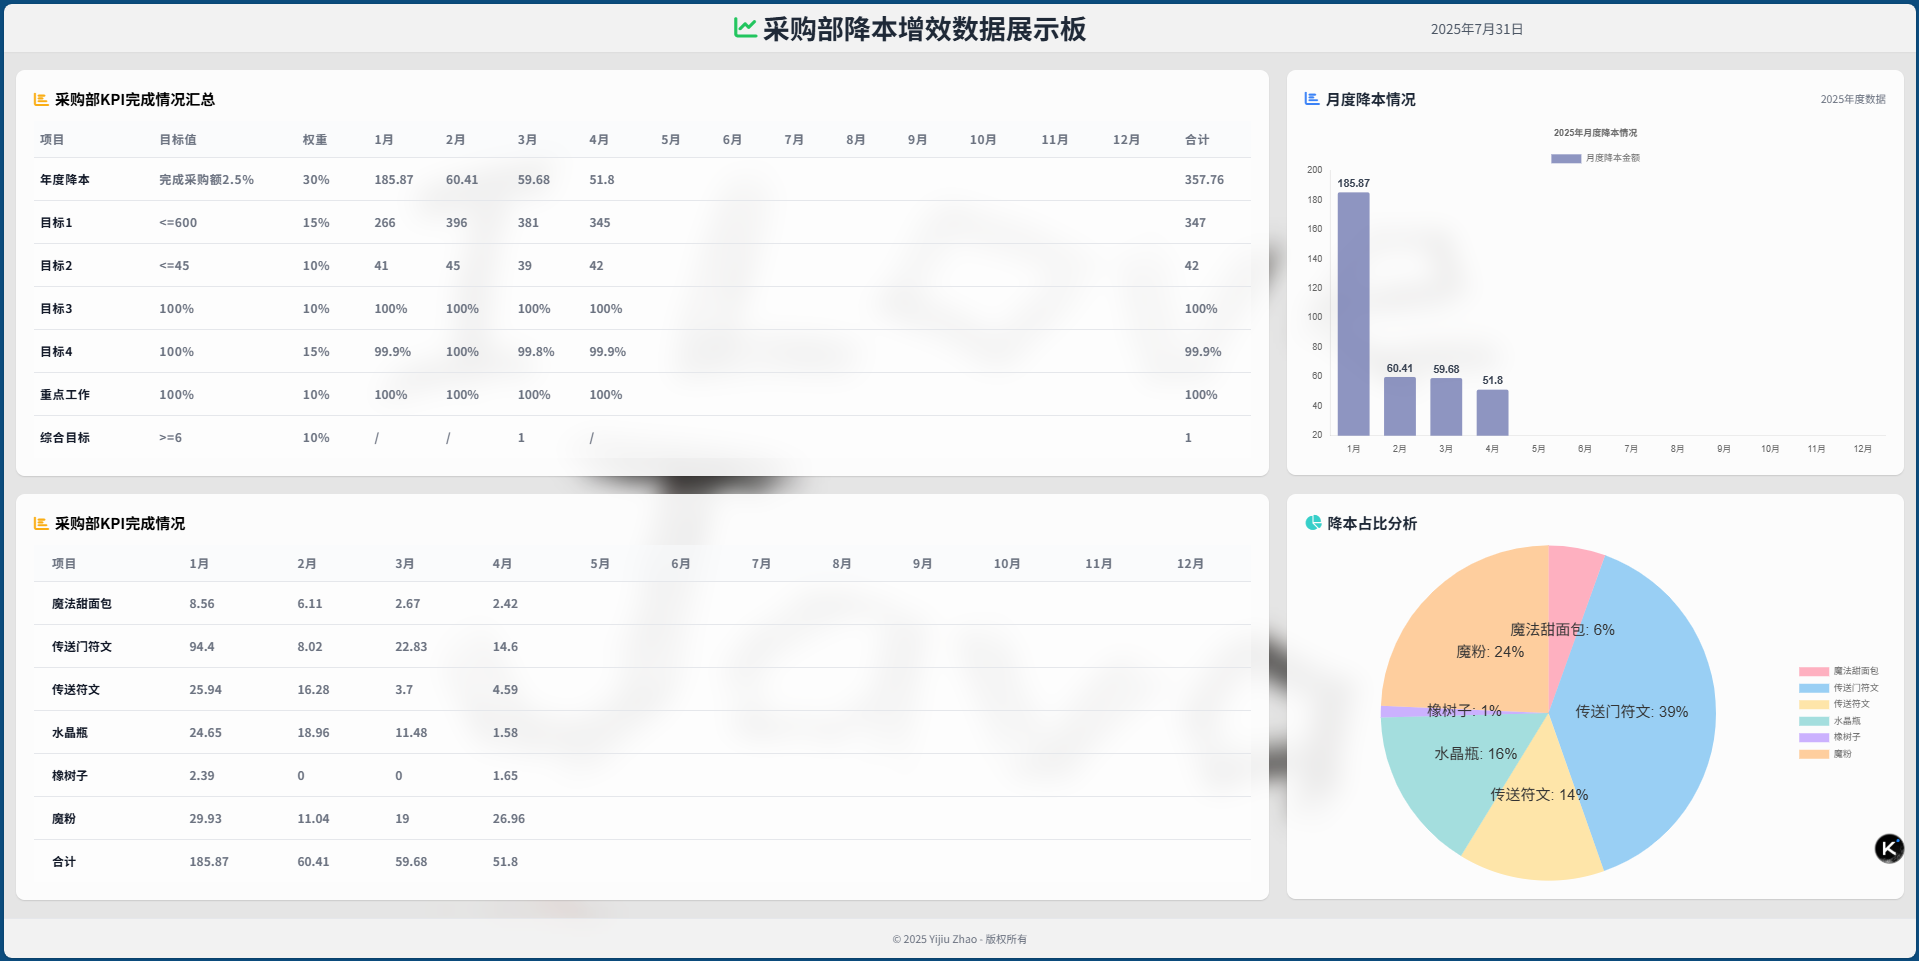 采购部降本增效数据展示板
2025年7月31日
采购部KPI完成情况汇总
项目 目标值 权重 1月 2月 3月 4月 5月 6月 7月 8月 9月 10月 11月 12月 合计
年度降本 完成采购额2.5% 30% 185.87 60.41 59.68 51.8 357.76
目标1 <=600 15% 266 396 381 345 347
目标2 <=45 10% 41 45 39 42 42
目标3 100% 10% 100% 100% 100% 100% 100%
目标4 100% 15% 99.9% 100% 99.8% 99.9% 99.9%
重点工作 100% 10% 100% 100% 100% 100% 100%
综合目标 >=6 10% / / 1 / 1
月度降本情况
2025年度数据
2025年月度降本情况
月度降本金额
200
180
160
140
120
100
80
60
40
20
185.87
60.41
59.68
51.8
1月 2月 3月 4月 5月 6月 7月 8月 9月 10月 11月 12月
采购部KPI完成情况
项目 1月 2月 3月 4月 5月 6月 7月 8月 9月 10月 11月 12月
魔法甜面包 8.56 6.11 2.67 2.42
传送门符文 94.4 8.02 22.83 14.6
传送符文 25.94 16.28 3.7 4.59
水晶瓶 24.65 18.96 11.48 1.58
橡树子 2.39 0 0 1.65
魔粉 29.93 11.04 19 26.96
合计 185.87 60.41 59.68 51.8
降本占比分析
魔法甜面包: 6%
魔粉: 24%
橡树子: 1%
传送门符文: 39%
水晶瓶: 16%
传送符文: 14%
魔法甜面包
传送门符文
传送符文
水晶瓶
橡树子
魔粉
K
© 2025 Yijiu Zhao - 版权所有
I Love
Java